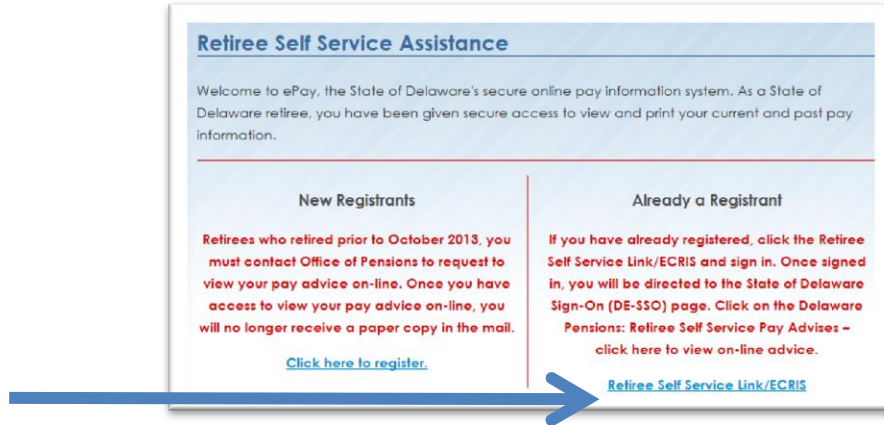 Retiree Self Service Assistance
Welcome to ePay, the State of Delaware's secure online pay information system. As a State of
Delaware retiree, you have been given secure access to view and print your current and past pay
information.
New Registrants
Retirees who retired prior to October 2013, you
must contact Office of Pensions to request to
view your pay advice on-line. Once you have
access to view your pay advice on-line, you
will no longer receive a paper copy in the mail.
Click here to register.
Already a Registrant
If you have already registered, click the Retiree
Self Service Link/ECRIS and sign in. Once signed
in, you will be directed to the State of Delaware
Sign-On (DE-SSO) page. Click on the Delaware
Pensions: Retiree Self Service Pay Advises –
click here to view on-line advice.
Retiree Self Service Link/ECRIS